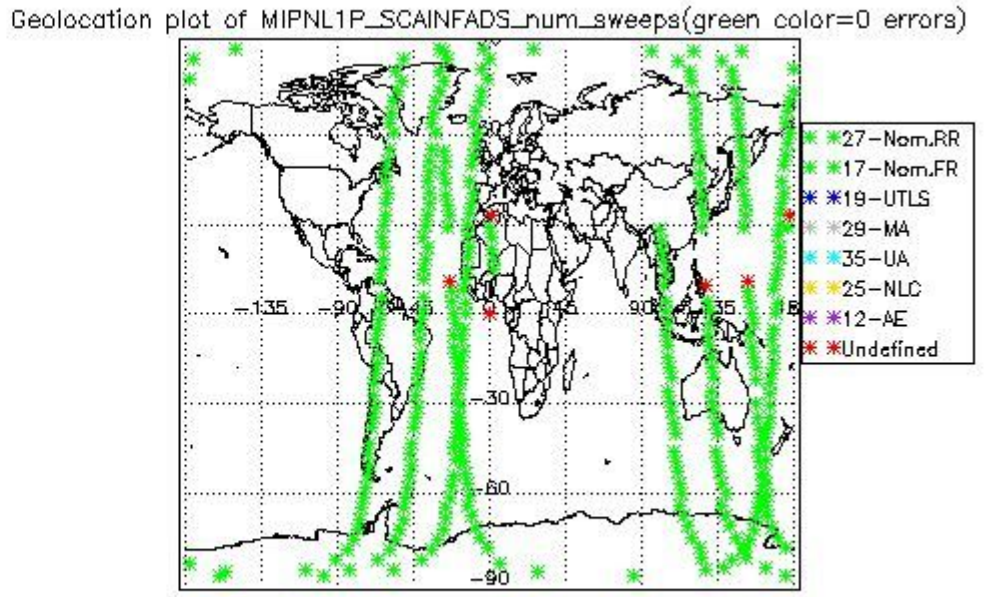 Geolocation plot of MIPNL1P_SCAINFADS_num_sweeps(green color=0 errors)
27-Nom.RR
17-Nom.FR
19-UTLS
29-MA
35-UA
25-NLC
12-AE
Undefined
-135 -90 45 90
-30
-60
-90